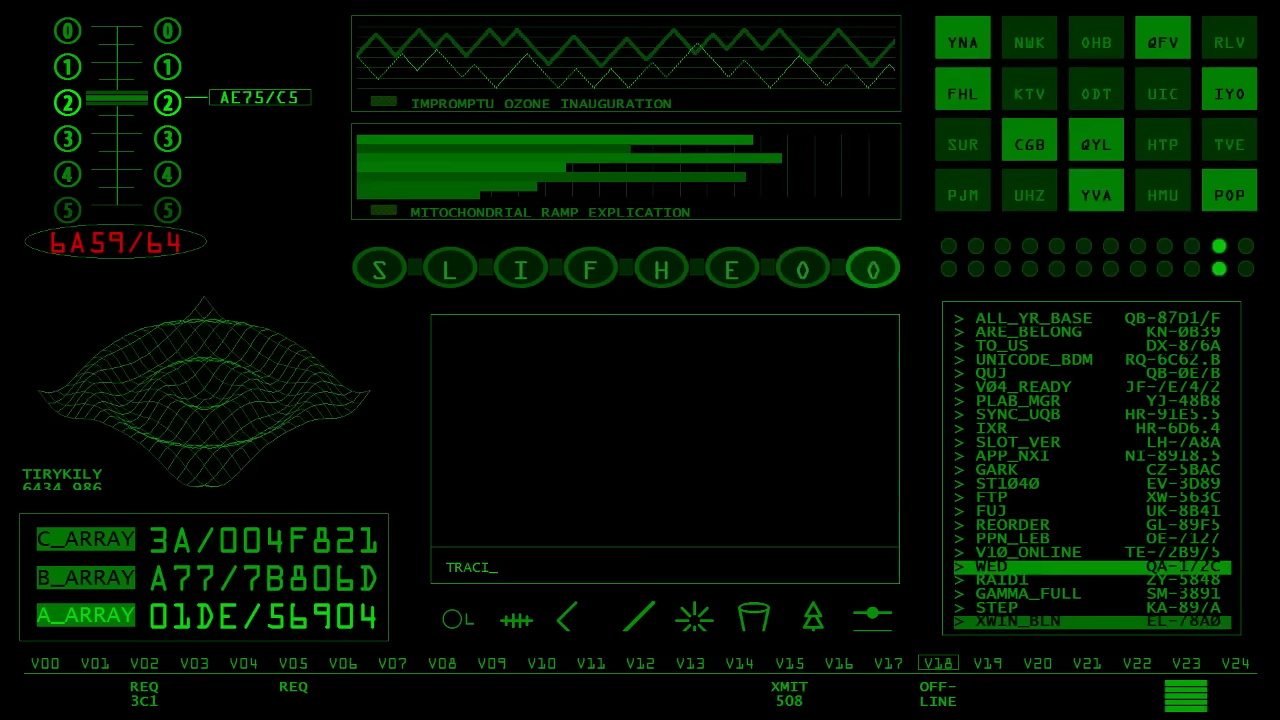 0 0
1 1
2 2
3 3
4 4
5 5
AE75/C5
6A59/64
IMPROMPTU OZONE INAUGURATION
MITOCHONDRIAL RAMP EXPLICATION
YNA NWK OHB QFV RLV
FHL KTV ODT UIC IYO
SUR CGB QYL HTP TVE
PJM UHZ YVA HMU POP
S L I F H E O O
TIRYKILY
6434.986
C_ARRAY 3A/004F821
B_ARRAY A77/7B806D
A_ARRAY 01DE/56904
TRACI_
> ALL_YR_BASE QB-87D1/F
> ARE_BELONG KN-0B39
> TO_US DX-876A
> UNICODE_BDM RQ-6C62.B
> QUJ QB-0E7B
> V04_READY JF-7E74/2
> PLAB_MGR YJ-48B8
> SYNC_UQB HR-91E5.5
> IXR HR-6D6.4
> SLOT_VER LH-7A8A
> APP_NXI NI-8918.5
> GARK CZ-5BAC
> ST1040 EV-3D89
> FTP XW-563C
> FUJ UK-8B41
> REORDER GL-89F5
> PPN_LEB OE-7127
> V10_ONLINE TE-72B9/5
> WED QA-172C
> RAIDI ZY-5848
> GAMMA_FULL SM-3891
> STEP KA-897A
> XWIN_BLN EL-78A0
V00 V01 V02 V03 V04 V05 V06 V07 V08 V09 V10 V11 V12 V13 V14 V15 V16 V17 V18 V19 V20 V21 V22 V23 V24
REQ REQ XMIT OFF-
3C1 508 LINE